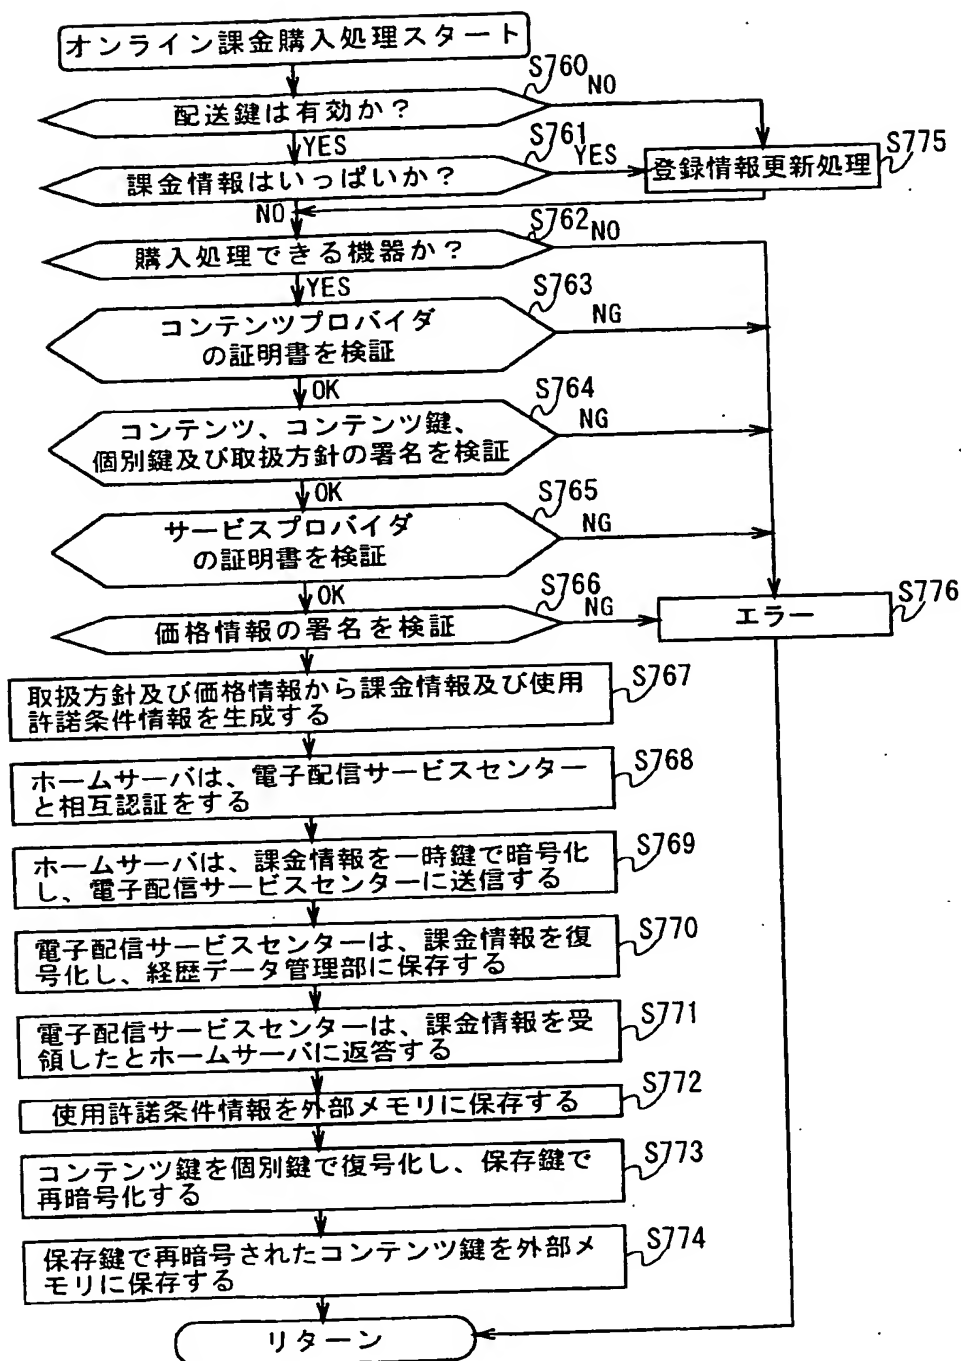 オンライン課金購入処理スタート
S760
配送鍵は有効か?
NO
YES
S761
課金情報はいっぱいか?
YES
登録情報更新処理
S775
NO
S762
購入処理できる機器か?
NO
YES
S763
コンテンツプロバイダ
の証明書を検証
NG
OK
S764
コンテンツ、コンテンツ鍵、
個別鍵及び取扱方針の署名を検証
NG
OK
S765
サービスプロバイダ
の証明書を検証
NG
OK
S766
価格情報の署名を検証
NG
エラー
S776
取扱方針及び価格情報から課金情報及び使用
許諾条件情報を生成する
S767
ホームサーバは、電子配信サービスセンター
と相互認証をする
S768
ホームサーバは、課金情報を一時鍵で暗号化
し、電子配信サービスセンターに送信する
S769
電子配信サービスセンターは、課金情報を復
号化し、経歴データ管理部に保存する
S770
電子配信サービスセンターは、課金情報を受
領したとホームサーバに返答する
S771
使用許諾条件情報を外部メモリに保存する
S772
コンテンツ鍵を個別鍵で復号化し、保存鍵で
再暗号化する
S773
保存鍵で再暗号されたコンテンツ鍵を外部メ
モリに保存する
S774
リターン